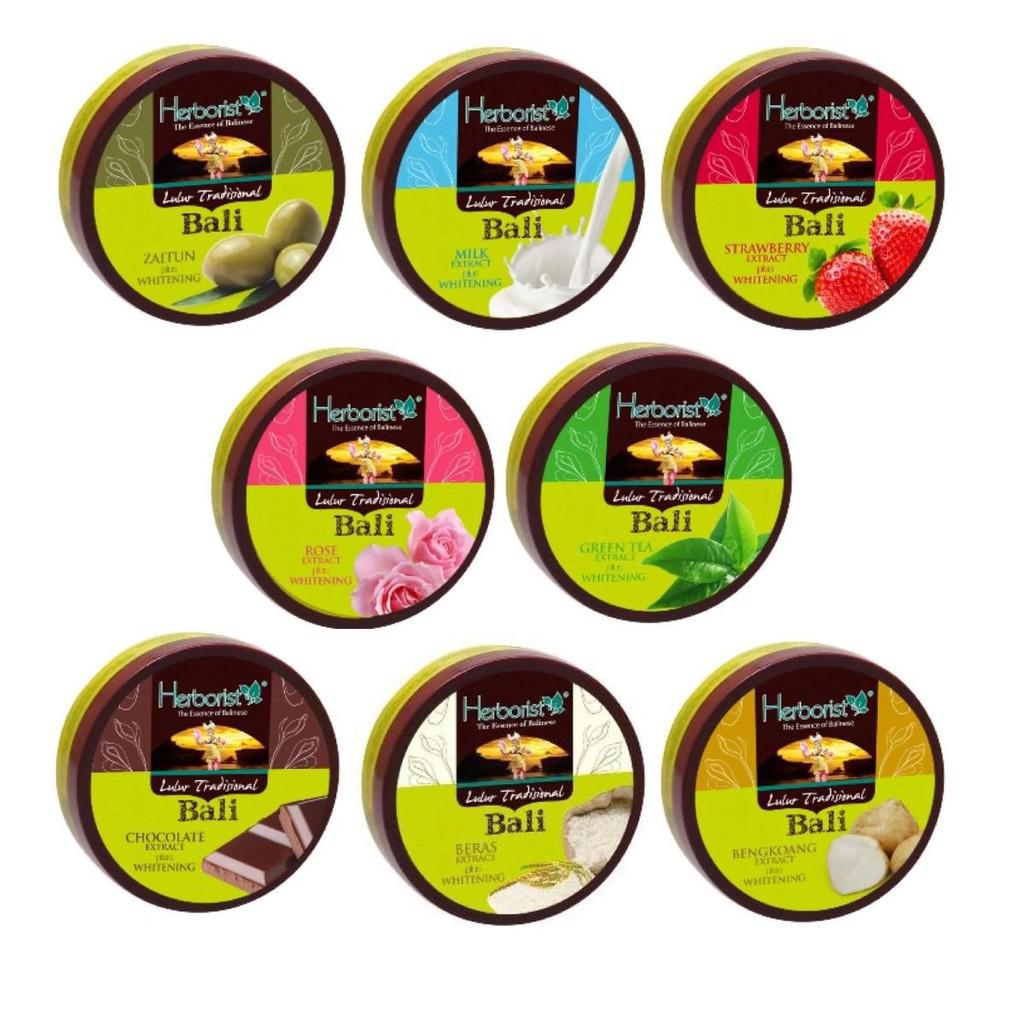 Herborist®
The Essence of Balinese
Lulur Tradisional
Bali
ZAITUN
plus
WHITENING
Herborist®
The Essence of Balinese
Lulur Tradisional
Bali
MILK
EXTRACT
plus
WHITENING
Herborist®
The Essence of Balinese
Lulur Tradisional
Bali
STRAWBERRY
EXTRACT
plus
WHITENING
Herborist®
The Essence of Balinese
Lulur Tradisional
Bali
ROSE
EXTRACT
plus
WHITENING
Herborist®
The Essence of Balinese
Lulur Tradisional
Bali
GREEN TEA
EXTRACT
plus
WHITENING
Herborist®
The Essence of Balinese
Lulur Tradisional
Bali
CHOCOLATE
EXTRACT
plus
WHITENING
Herborist®
The Essence of Balinese
Lulur Tradisional
Bali
BERAS
EXTRACT
plus
WHITENING
Herborist®
The Essence of Balinese
Lulur Tradisional
Bali
BENGKOANG
EXTRACT
plus
WHITENING